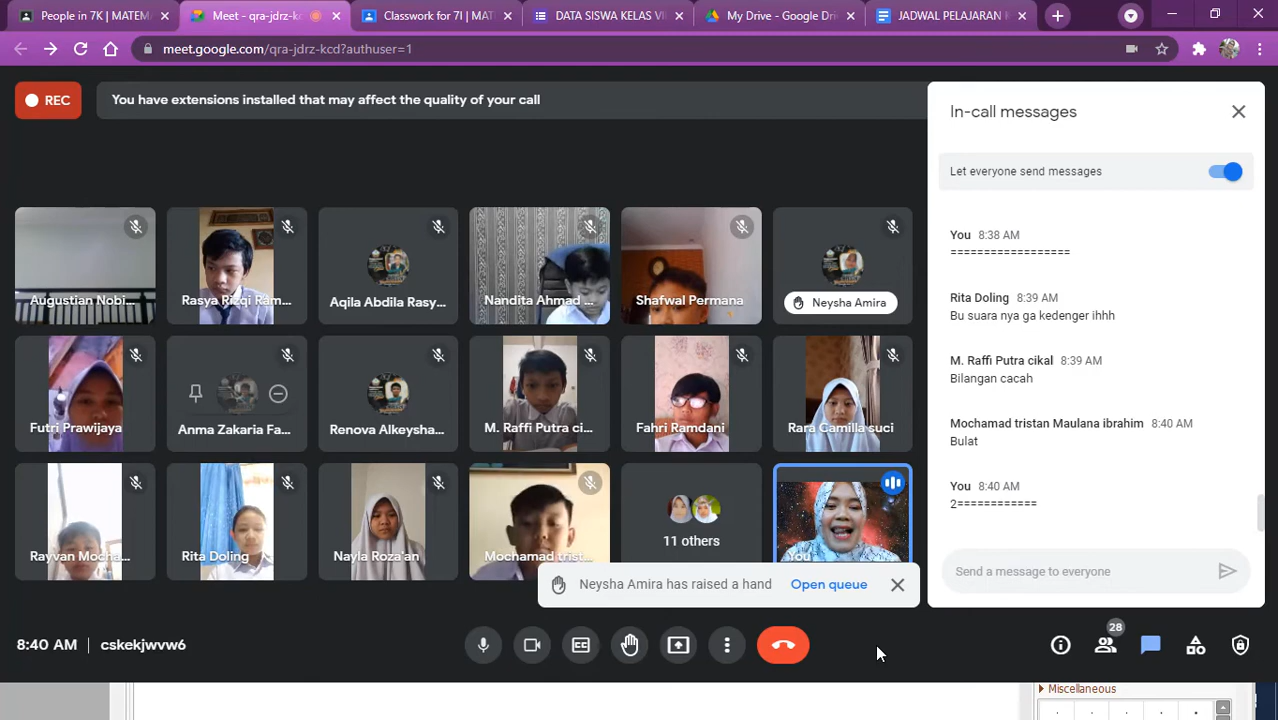 People in 7K | MATEM
Meet - qra-jdrz-kc
Classwork for 7I | MAT
DATA SISWA KELAS VI
My Drive - Google Dri
JADWAL PELAJARAN
meet.google.com/qra-jdrz-kcd?authuser=1
REC
You have extensions installed that may affect the quality of your call
In-call messages
Let everyone send messages
Augustian Nobi...
Rasya Rizqi Ram...
Aqila Abdila Rasy...
Nandita Ahmad ...
Shafwal Permana
Neysha Amira
You 8:38 AM
==================
Rita Doling 8:39 AM
Bu suara nya ga kedenger ihhh
M. Raffi Putra cikal 8:39 AM
Bilangan cacah
Mochamad tristan Maulana ibrahim 8:40 AM
Bulat
You 8:40 AM
2============
Futri Prawijaya
Anma Zakaria Fa...
Renova Alkeysha...
M. Raffi Putra ci...
Fahri Ramdani
Rara Camilla suci
Rayvan Mocha...
Rita Doling
Nayla Roza'an
Mochamad trist...
11 others
You
Neysha Amira has raised a hand
Open queue
Send a message to everyone
8:40 AM | cskekjwvw6
28
Miscellaneous